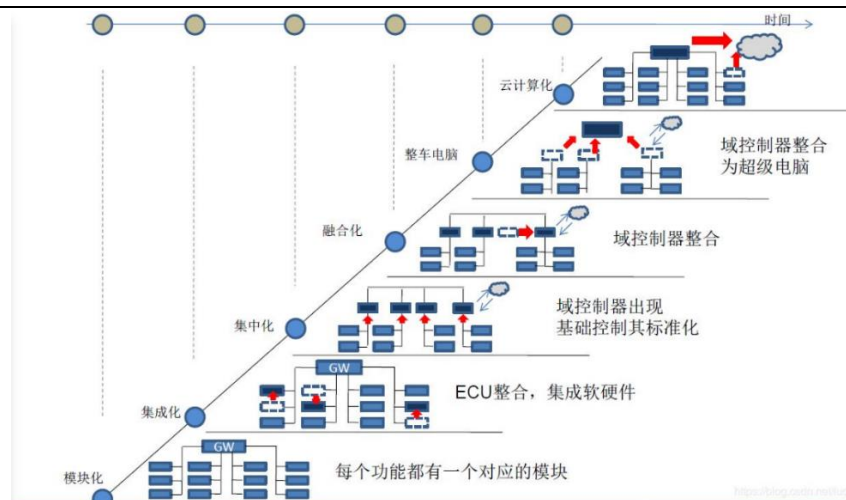 时间
云计算化
整车电脑
域控制器整合
为超级电脑
融合化
域控制器整合
集中化
域控制器出现
基础控制其标准化
GW
集成化
ECU整合，集成软硬件
GW
模块化
每个功能都有一个对应的模块